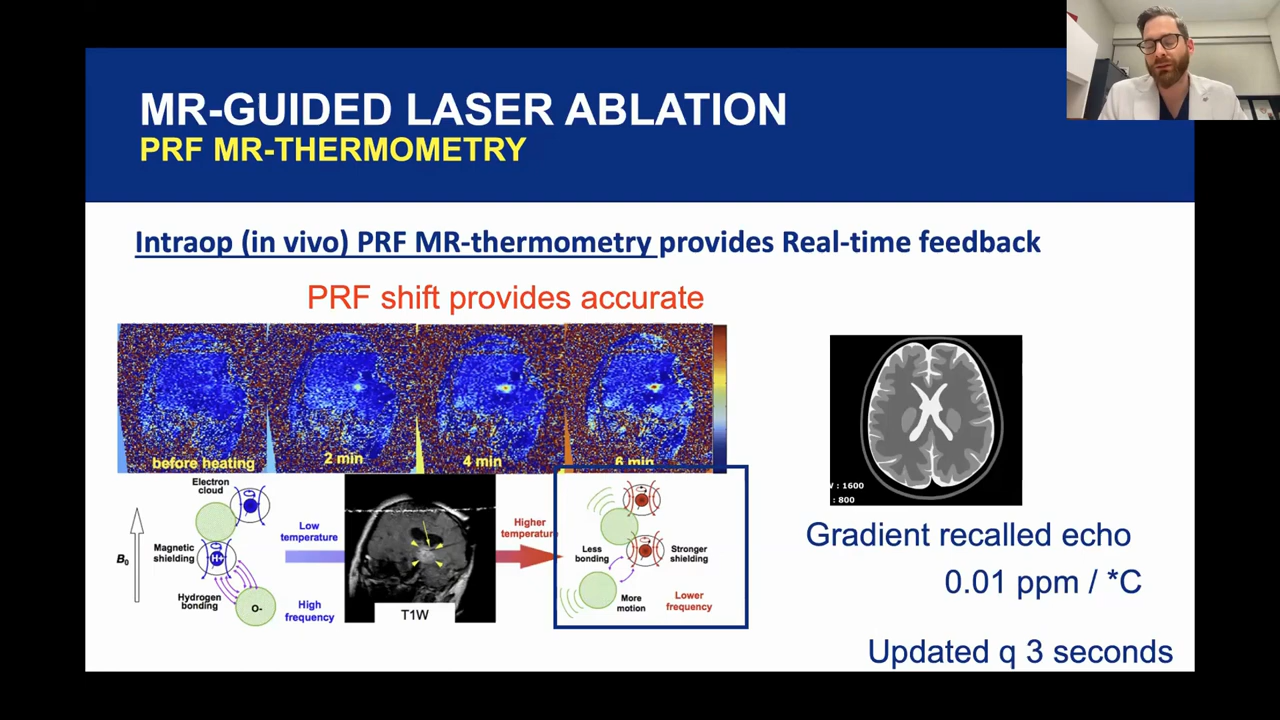 MR-GUIDED LASER ABLATION
PRF MR-THERMOMETRY
Intraop (in vivo) PRF MR-thermometry provides Real-time feedback
PRF shift provides accurate
before heating
2 min
4 min
6 min
Electron
cloud
B0
Magnetic
shielding
H+
Hydrogen
bonding
O-
Low
temperature
High
frequency
T1W
Higher
temperature
Less
bonding
Stronger
shielding
More
motion
Lower
frequency
: 1600
: 800
Gradient recalled echo
0.01 ppm / *C
Updated q 3 seconds